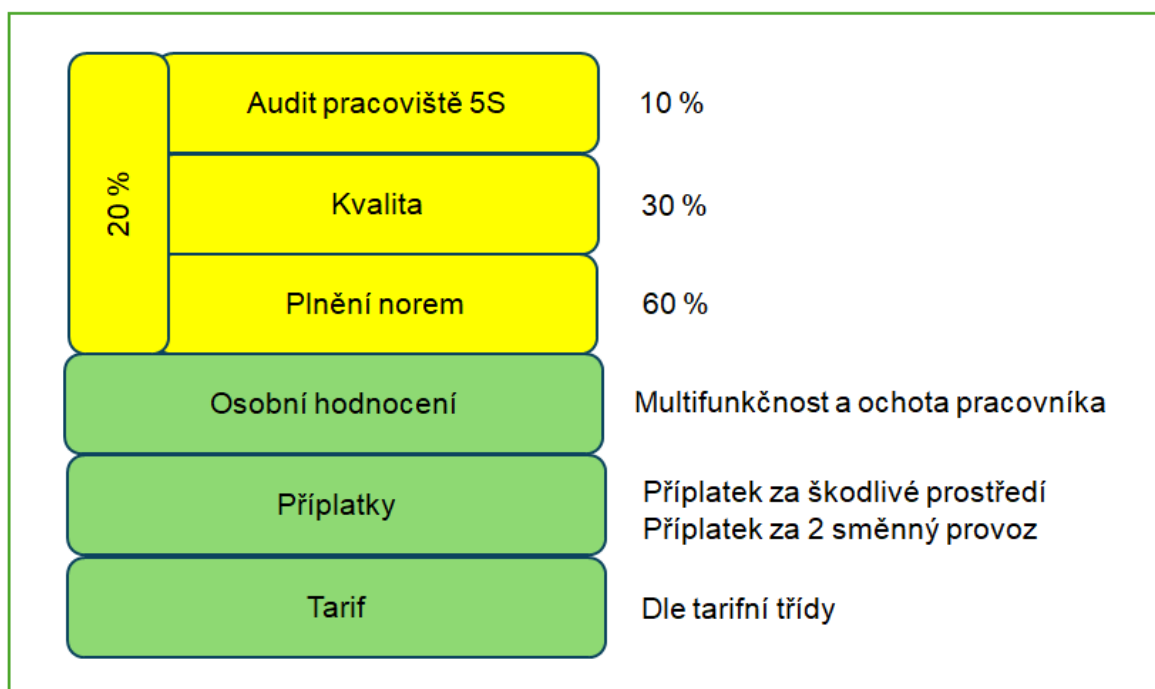 20 %
Audit pracoviště 5S
10 %
Kvalita
30 %
Plnění norem
60 %
Osobní hodnocení
Multifunkčnost a ochota pracovníka
Příplatky
Příplatek za škodlivé prostředí
Příplatek za 2 směnný provoz
Tarif
Dle tarifní třídy